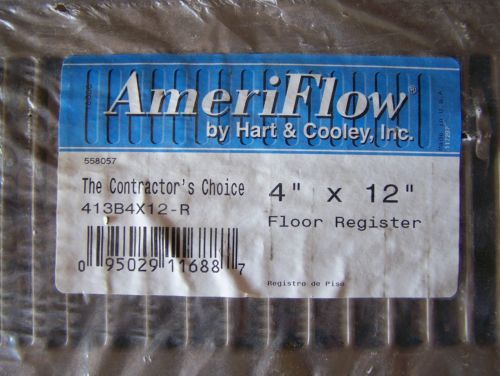 AmeriFlow®
by Hart & Cooley, Inc.
558057
The Contractor's Choice
413B4X12-R
4" x 12"
Floor Register
0 95029 11688 7
Registro de Piso